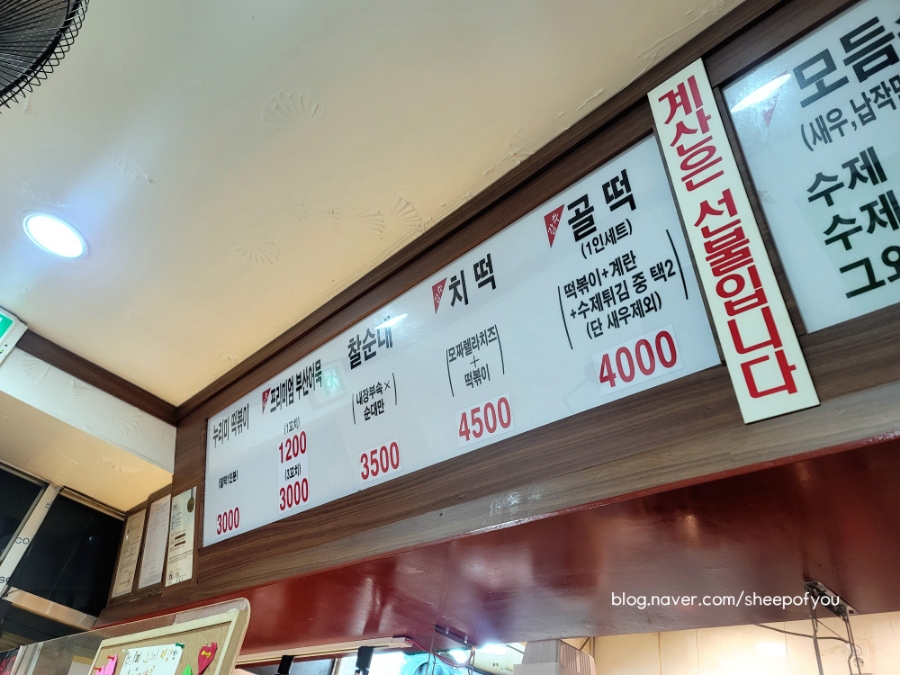 누리미 떡볶이
3000
프리미엄 부산어묵
(1꼬치)
1200
(3꼬치)
3000
찰순대
(내장부속 ×
순대만)
3500
치떡
(모짜렐라치즈
+
떡볶이)
4500
골떡
(1인세트)
(떡볶이+계란
+수제튀김 중 택2
(단 새우제외))
4000
계산은 선불입니다
모듬
(새우,납작만
수제
수제
그외
blog.naver.com/sheepofyou